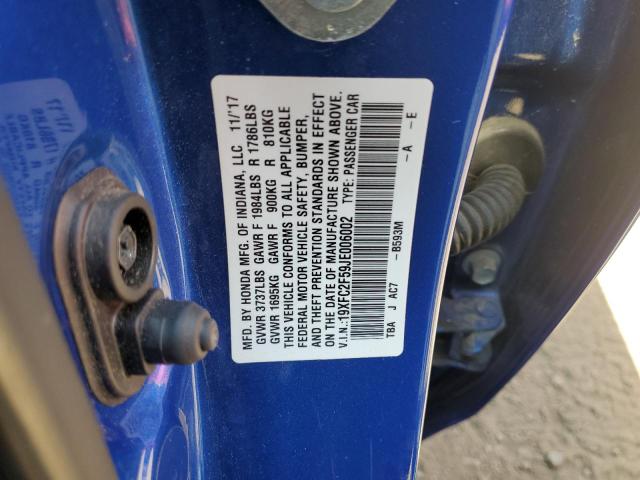 MFD. BY HONDA MFG. OF INDIANA, LLC 11/17
GVWR 3737LBS GAWR F 1984LBS R 1786LBS
GVWR 1695KG GAWR F 900KG R 810KG
THIS VEHICLE CONFORMS TO ALL APPLICABLE
FEDERAL MOTOR VEHICLE SAFETY, BUMPER,
AND THEFT PREVENTION STANDARDS IN EFFECT
ON THE DATE OF MANUFACTURE SHOWN ABOVE.
V.I.N.:19XFC2F59JE006002 TYPE: PASSENGER CAR
TBA J AC7 -B593M -A -E